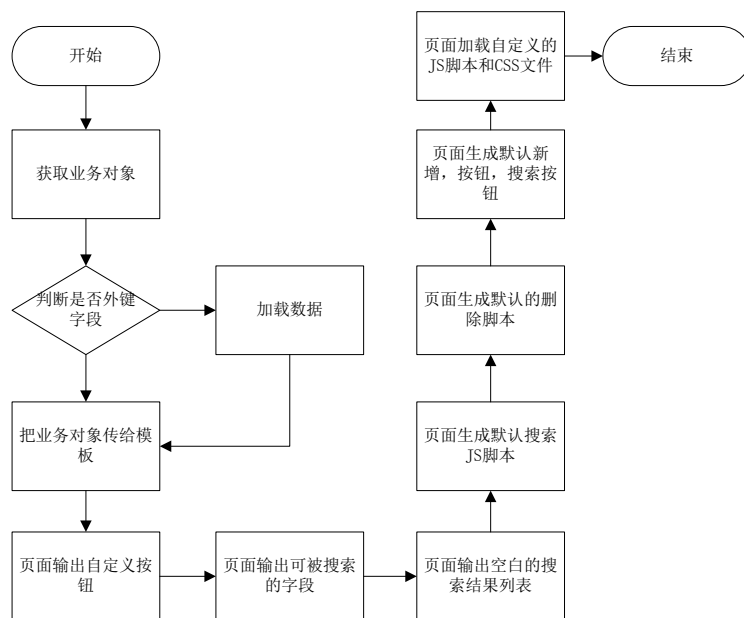 开始
获取业务对象
判断是否外键
字段
加载数据
把业务对象传给模
板
页面输出自定义按
钮
页面输出可被搜索
的字段
页面输出空白的搜
索结果列表
页面生成默认搜索
JS脚本
页面生成默认的删
除脚本
页面生成默认新
增，按钮，搜索按
钮
页面加载自定义的
JS脚本和CSS文件
结束